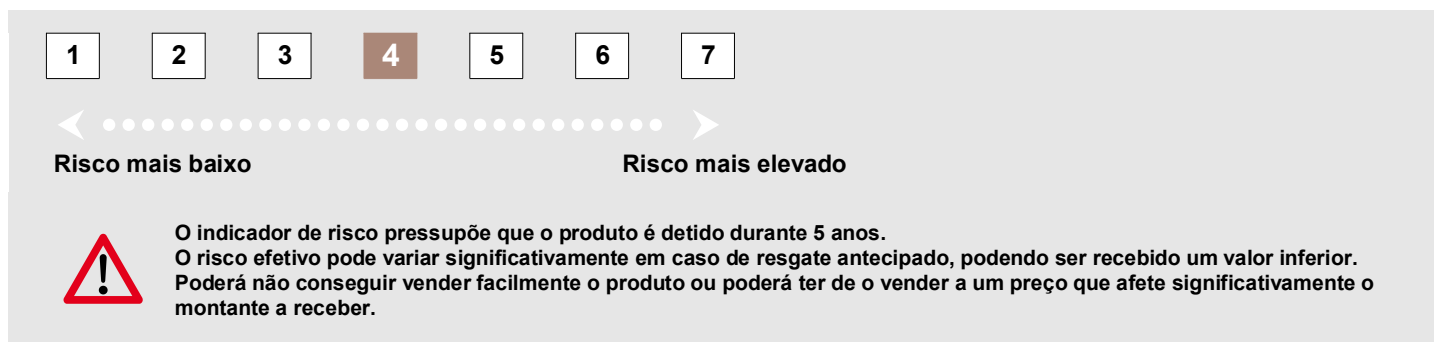 1 2 3 4 5 6 7
Risco mais baixo Risco mais elevado
O indicador de risco pressupõe que o produto é detido durante 5 anos.
O risco efetivo pode variar significativamente em caso de resgate antecipado, podendo ser recebido um valor inferior.
Poderá não conseguir vender facilmente o produto ou poderá ter de o vender a um preço que afete significativamente o
montante a receber.